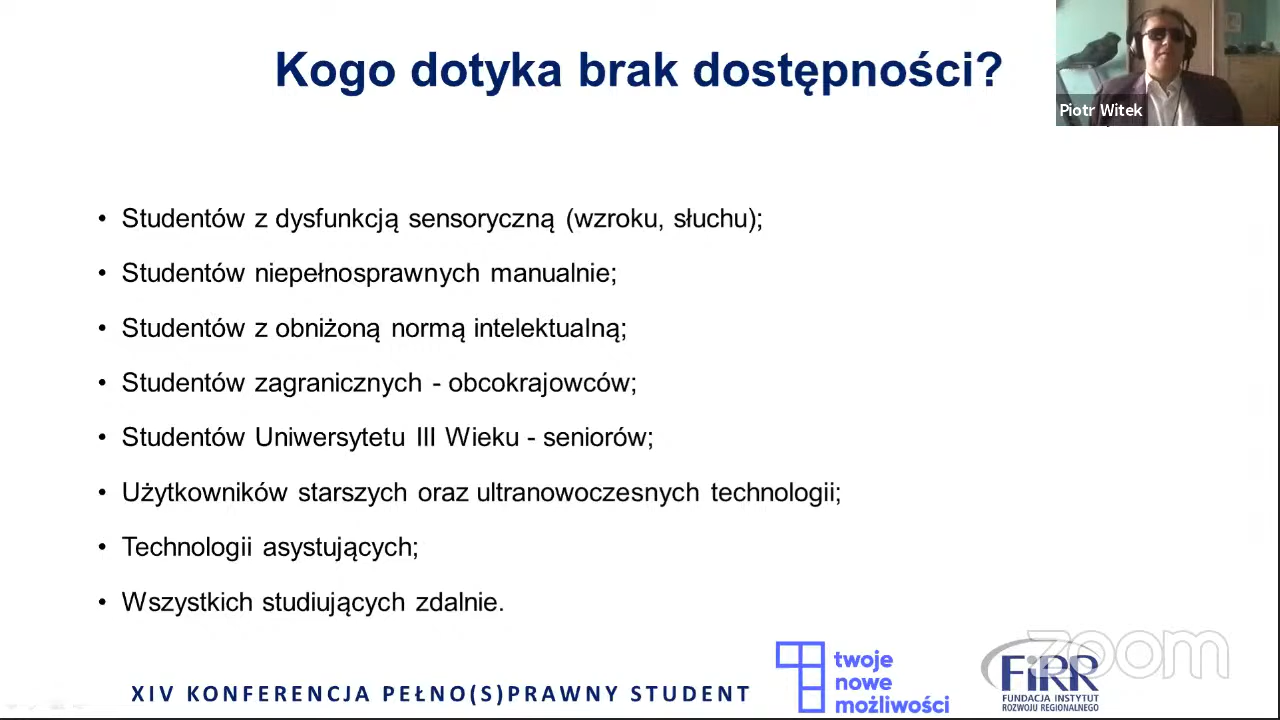 Kogo dotyka brak dostępności?
Piotr Witek
• Studentów z dysfunkcją sensoryczną (wzroku, słuchu);
• Studentów niepełnosprawnych manualnie;
• Studentów z obniżoną normą intelektualną;
• Studentów zagranicznych - obcokrajowców;
• Studentów Uniwersytetu III Wieku - seniorów;
• Użytkowników starszych oraz ultranowoczesnych technologii;
• Technologii asystujących;
• Wszystkich studiujących zdalnie.
XIV KONFERENCJA PEŁNO(S)PRAWNY STUDENT
twoje
nowe
możliwości
FiRR
FUNDACJA INSTYTUT
ROZWOJU REGIONALNEGO
zoom